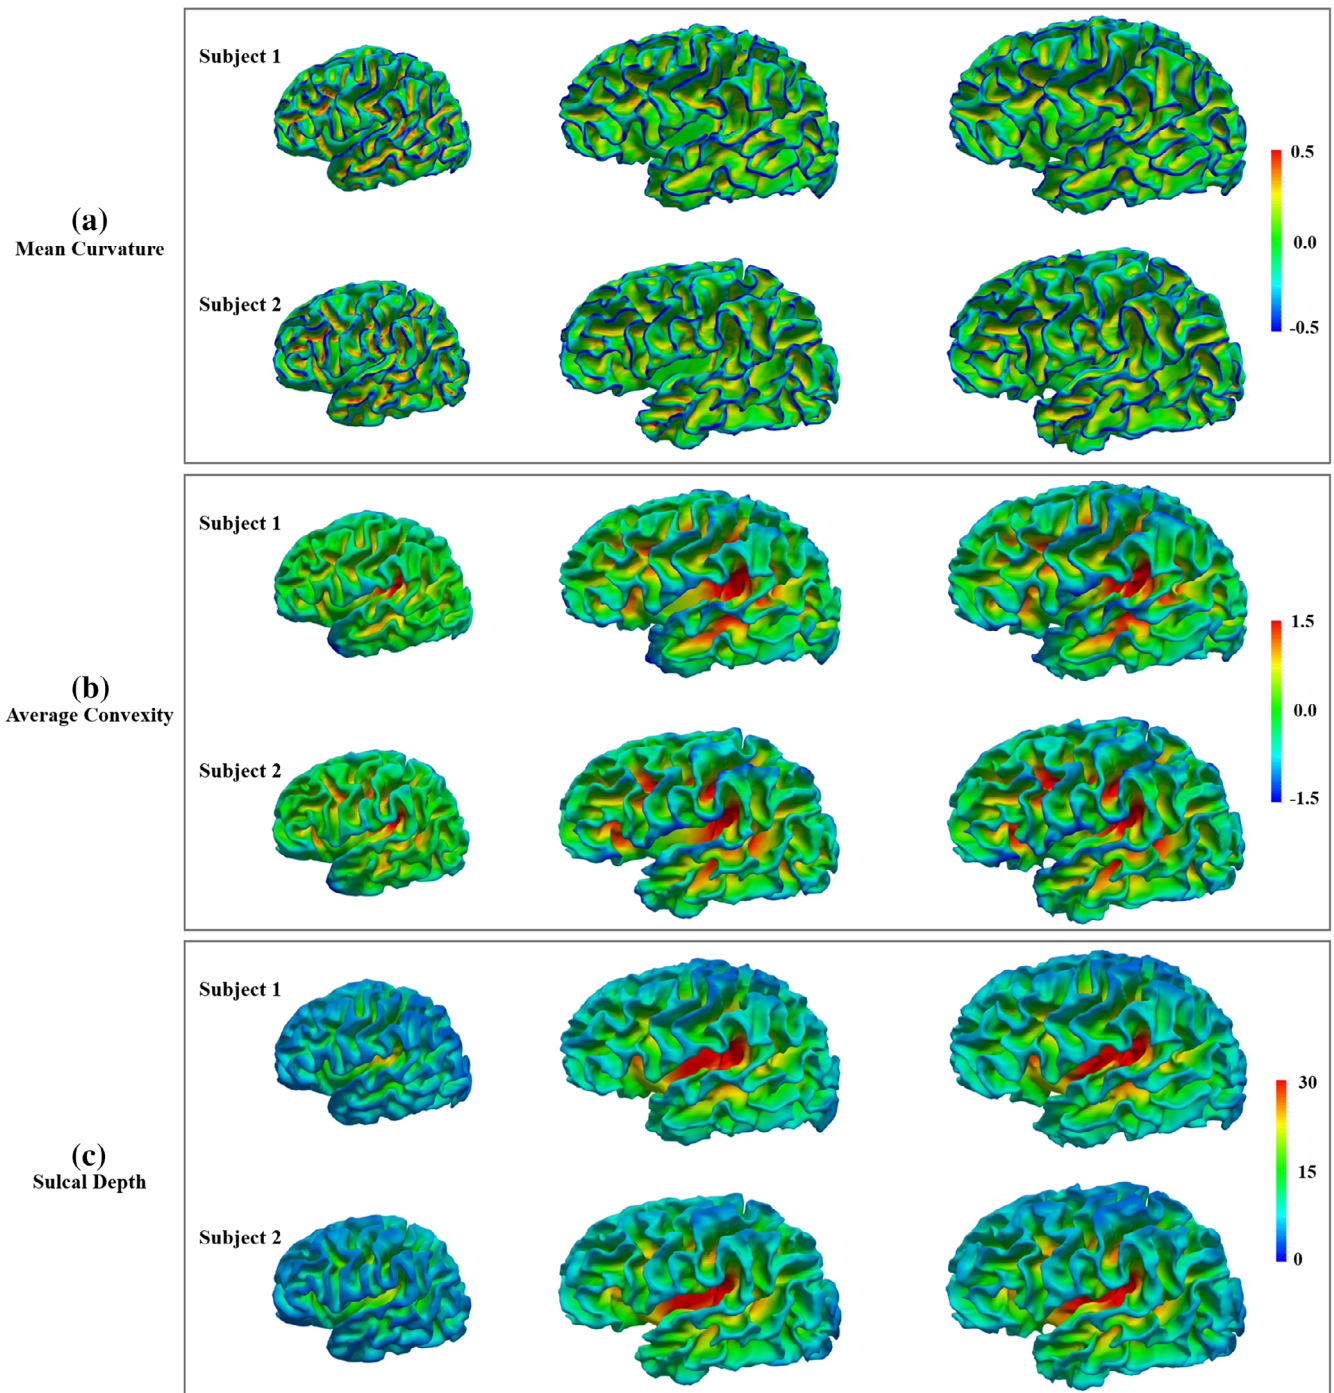 Subject 1
0.5
(a)
Mean Curvature
0.0
Subject 2
-0.5
Subject 1
1.5
(b)
Average Convexity
0.0
Subject 2
-1.5
Subject 1
30
(c)
Sulcal Depth
15
Subject 2
0